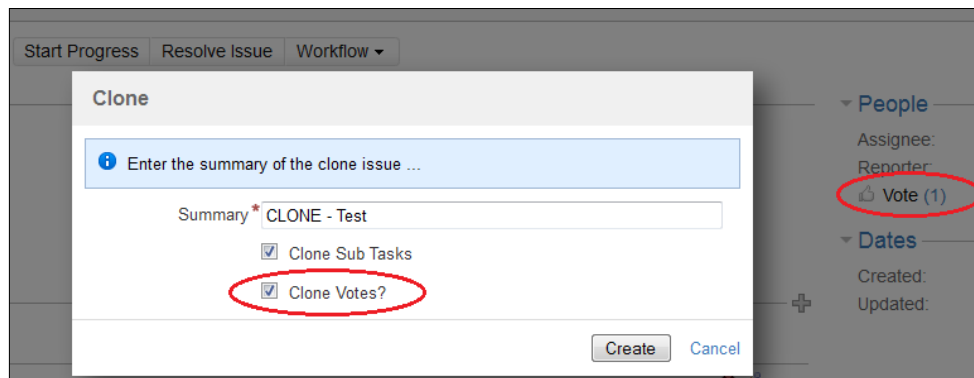 Start Progress Resolve Issue Workflow
Clone
Enter the summary of the clone issue ...
Summary* CLONE - Test
Clone Sub Tasks
Clone Votes?
Create Cancel
People
Assignee:
Reporter:
Vote (1)
Dates
Created:
Updated: